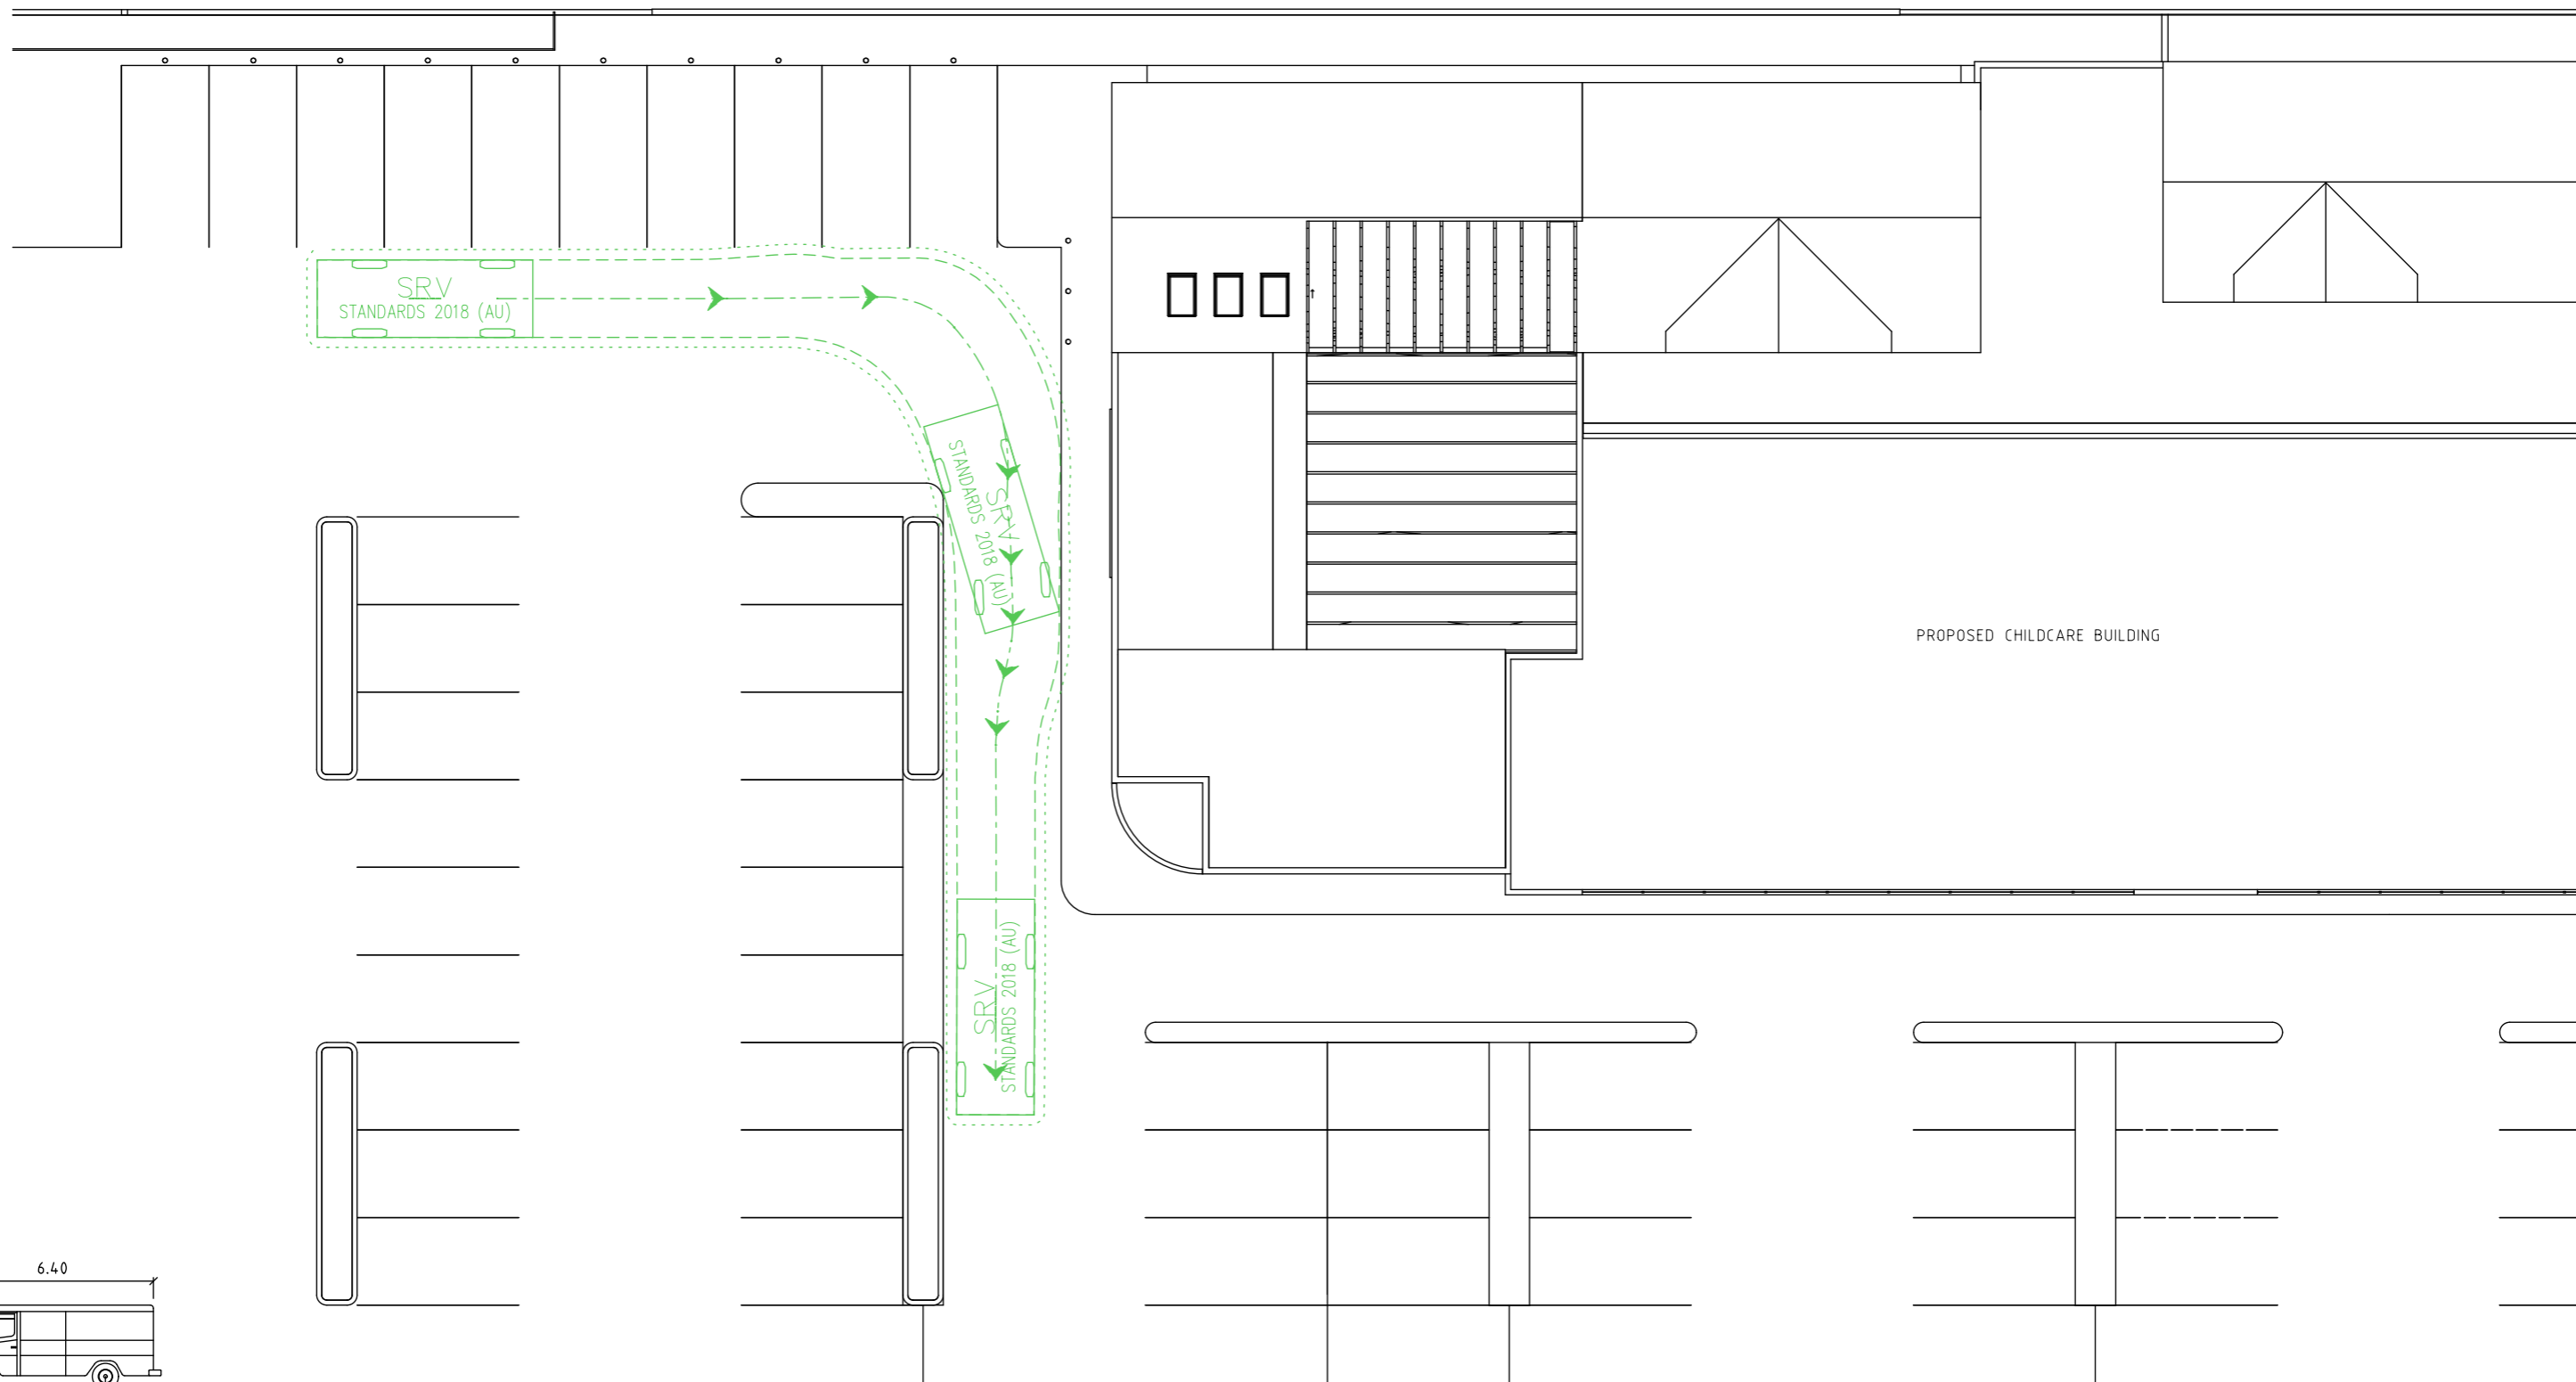 SRV
STANDARDS 2018 (AU)
SRV
STANDARDS 2018 (AU)
PROPOSED CHILDCARE BUILDING
SRV
STANDARDS 2018 (AU)
6.40